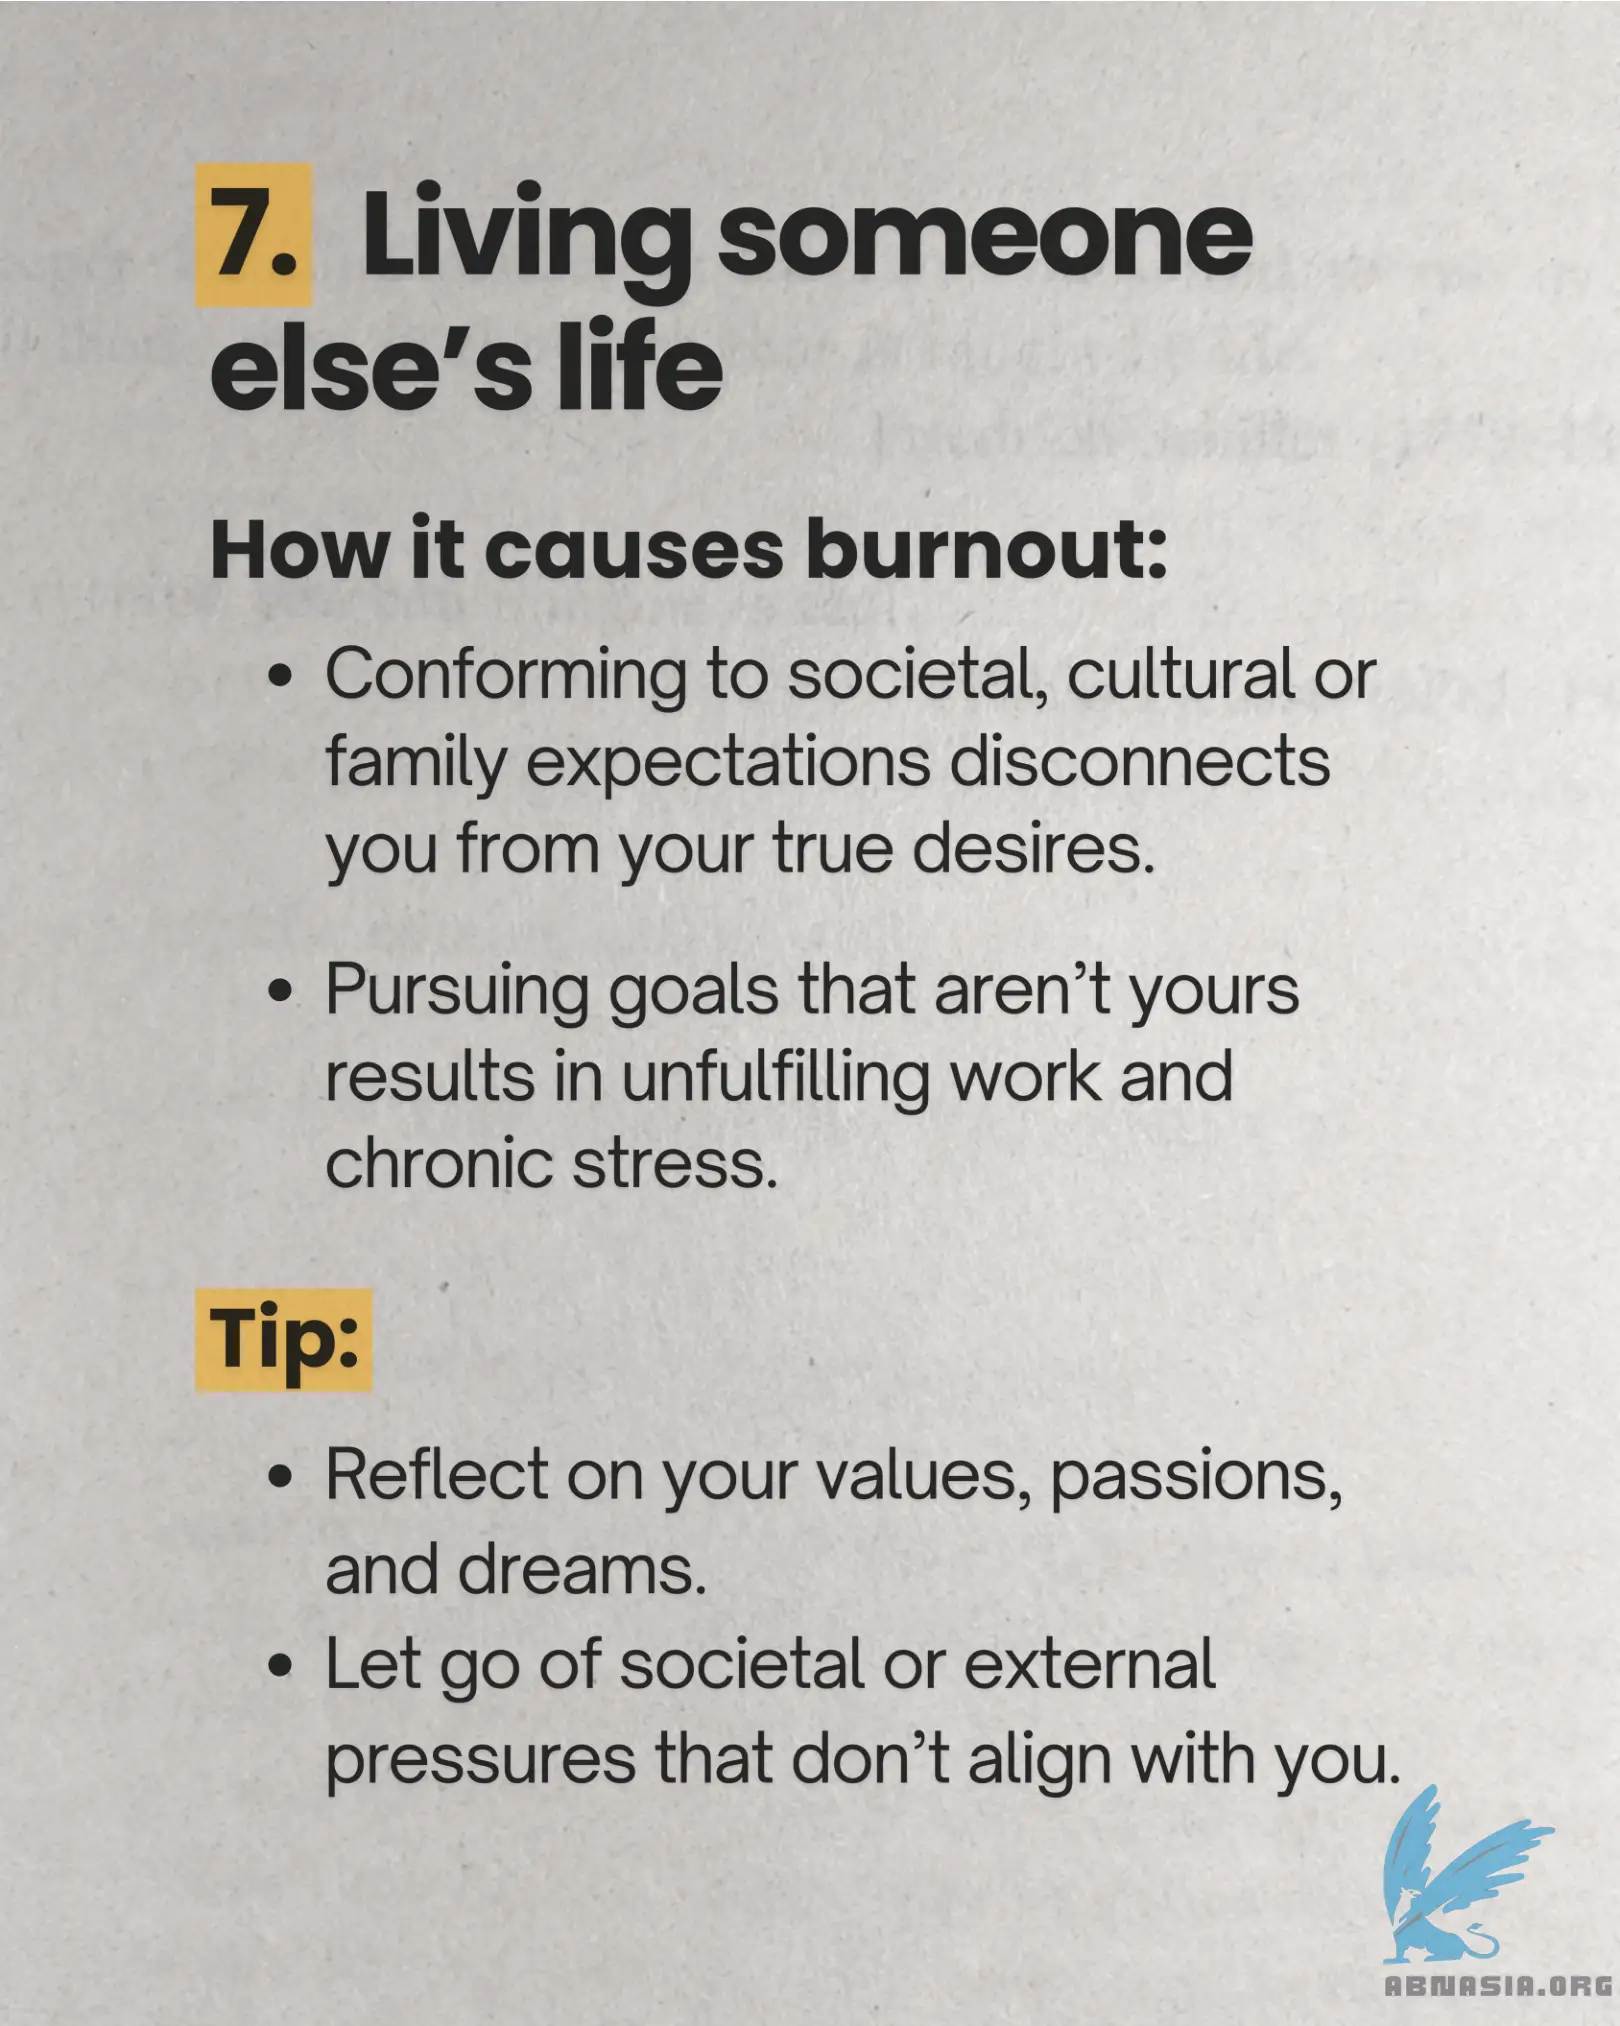 7. Living someone
else’s life
How it causes burnout:
• Conforming to societal, cultural or
family expectations disconnects
you from your true desires.
• Pursuing goals that aren’t yours
results in unfulfilling work and
chronic stress.
Tip:
• Reflect on your values, passions,
and dreams.
• Let go of societal or external
pressures that don’t align with you.
ABNASIA.ORG